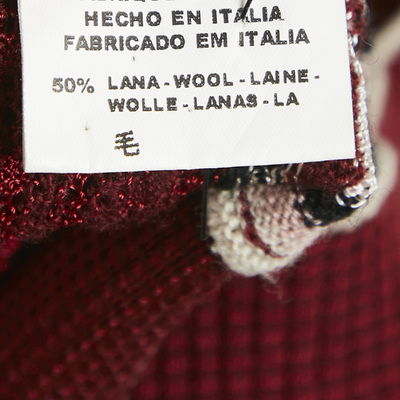 HECHO EN ITALIA
FABRICADO EM ITALIA
50% LANA-WOOL-LAINE-
WOLLE-LANAS-LA
毛